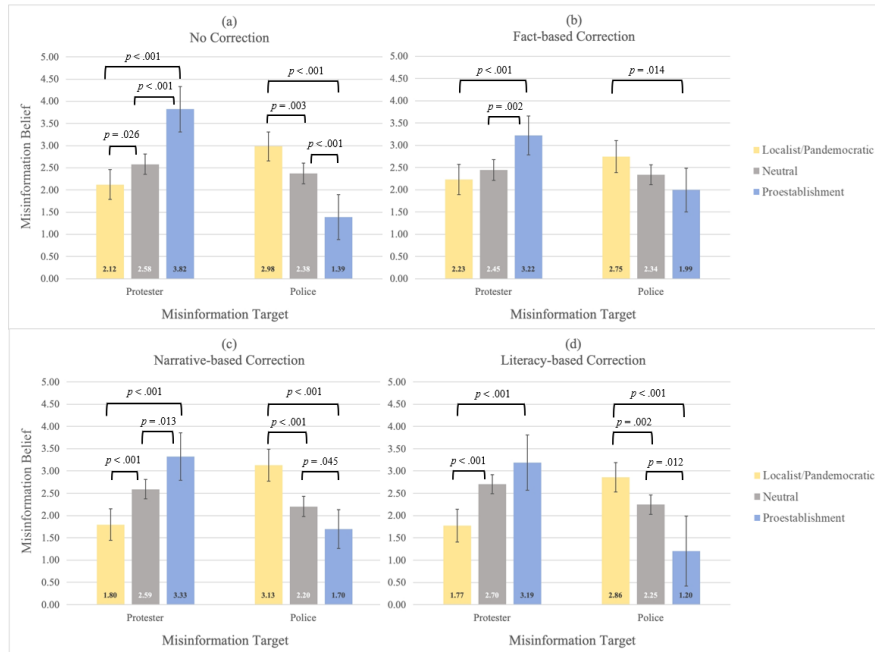 (a)
No Correction
Misinformation Belief
5.00
4.50
4.00
3.50
3.00
2.50
2.00
1.50
1.00
0.50
0.00
p < .001
p < .001
p = .026
p < .001
p = .003
p < .001
2.12
2.58
3.82
2.98
2.38
1.39
Protester
Police
Misinformation Target
(b)
Fact-based Correction
5.00
4.50
4.00
3.50
3.00
2.50
2.00
1.50
1.00
0.50
0.00
p < .001
p = .002
p = .014
2.23
2.45
3.22
2.75
2.34
1.99
Protester
Police
Misinformation Target
Localist/Pandemocratic
Neutral
Proestablishment
(c)
Narrative-based Correction
Misinformation Belief
5.00
4.50
4.00
3.50
3.00
2.50
2.00
1.50
1.00
0.50
0.00
p < .001
p = .013
p < .001
p < .001
p < .001
p = .045
1.80
2.59
3.33
3.13
2.20
1.70
Protester
Police
Misinformation Target
(d)
Literacy-based Correction
5.00
4.50
4.00
3.50
3.00
2.50
2.00
1.50
1.00
0.50
0.00
p < .001
p < .001
p < .001
p = .002
p = .012
1.77
2.70
3.19
2.86
2.25
1.20
Protester
Police
Misinformation Target
Localist/Pandemocratic
Neutral
Proestablishment